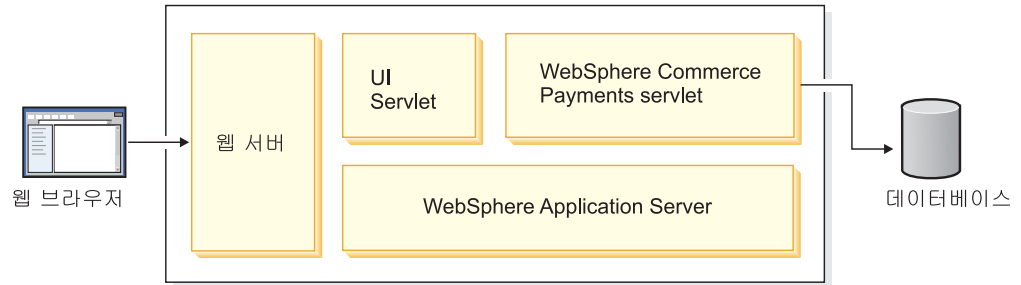 UI
Servlet
WebSphere Commerce
Payments servlet
웹 서버
웹 브라우저
데이터베이스
WebSphere Application Server